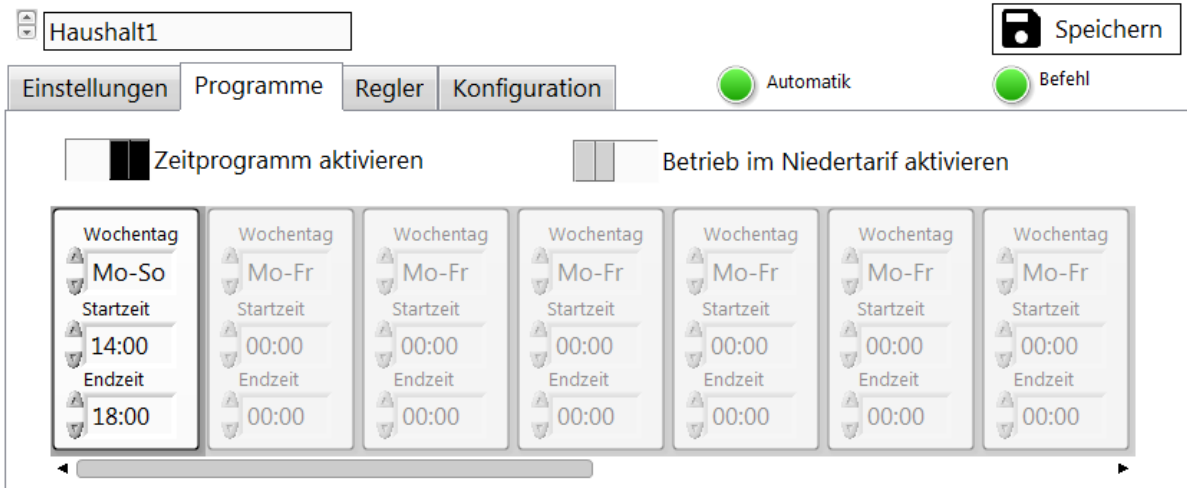 Haushalt1
Speichern
Einstellungen Programme Regler Konfiguration Automatik Befehl
Zeitprogramm aktivieren Betrieb im Niedertarif aktivieren
Wochentag Wochentag Wochentag Wochentag Wochentag Wochentag Wochentag
Mo-So Mo-Fr Mo-Fr Mo-Fr Mo-Fr Mo-Fr Mo-Fr
Startzeit Startzeit Startzeit Startzeit Startzeit Startzeit Startzeit
14:00 00:00 00:00 00:00 00:00 00:00 00:00
Endzeit Endzeit Endzeit Endzeit Endzeit Endzeit Endzeit
18:00 00:00 00:00 00:00 00:00 00:00 00:00